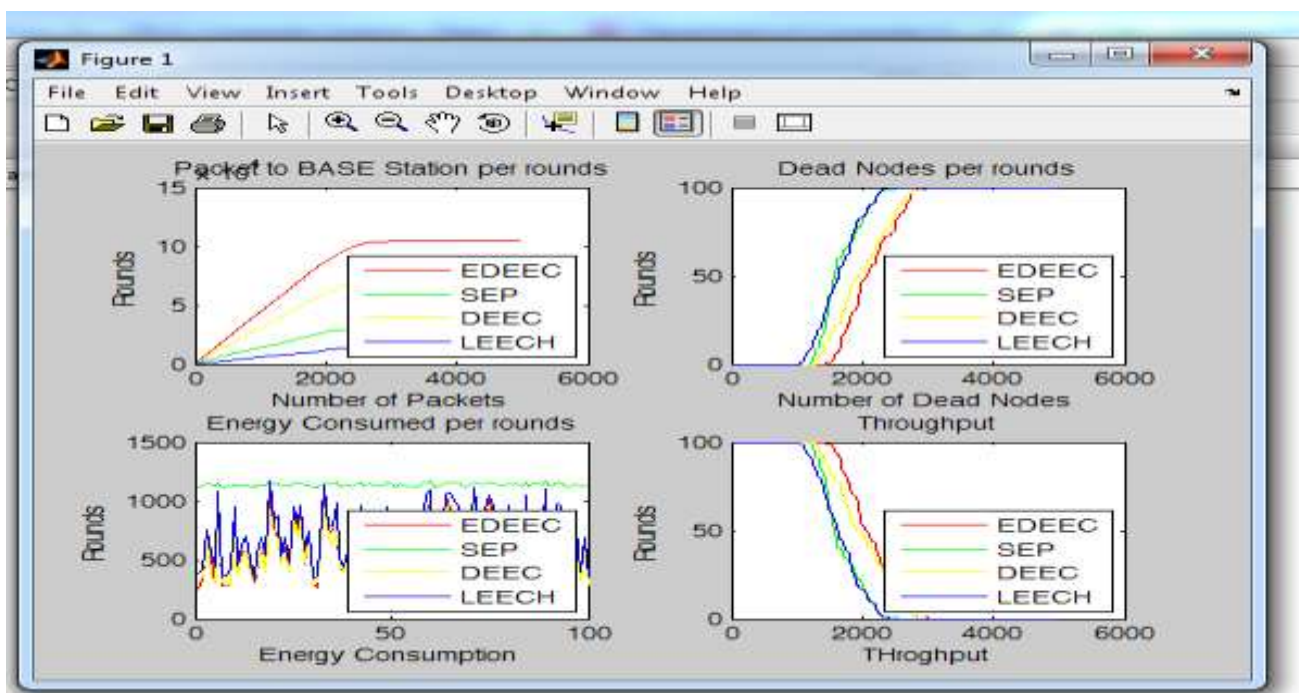 Figure 1
File Edit View Insert Tools Desktop Window Help
Packet to BASE Station per rounds
15
10
5
0
Rounds
0 2000 4000 6000
Number of Packets
EDEEC
SEP
DEEC
LEECH
Dead Nodes per rounds
100
50
0
Rounds
0 2000 4000 6000
Number of Dead Nodes
EDEEC
SEP
DEEC
LEECH
Energy Consumed per rounds
1500
1000
500
0
Rounds
0 50 100
Energy Consumption
EDEEC
SEP
DEEC
LEECH
Throughput
100
50
0
Rounds
0 2000 4000 6000
THroghput
EDEEC
SEP
DEEC
LEECH